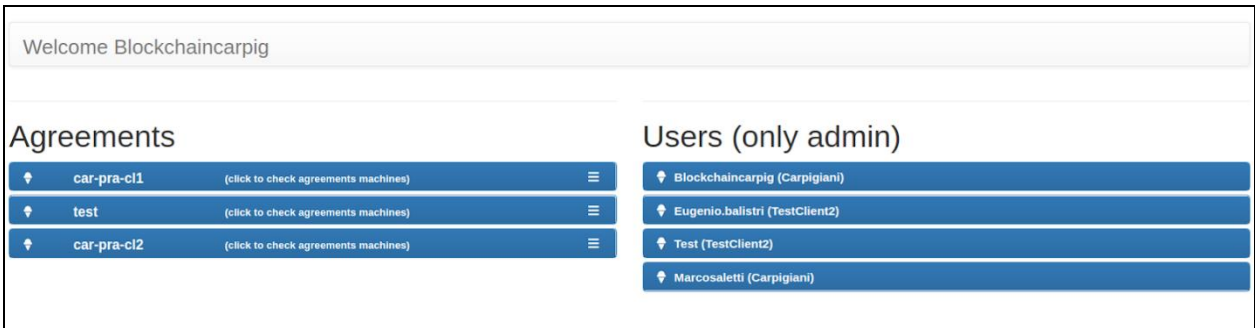 Welcome Blockchaincarpig
Agreements
car-pra-cl1 (click to check agreements machines)
test (click to check agreements machines)
car-pra-cl2 (click to check agreements machines)
Users (only admin)
Blockchaincarpig (Carpigiani)
Eugenio.balistri (TestClient2)
Test (TestClient2)
Marcosaletti (Carpigiani)